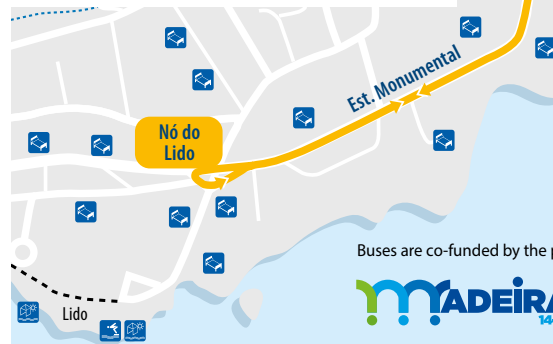 Est. Monumental
Nó do
Lido
Buses are co-funded by the p
Lido
MADEIRA
14